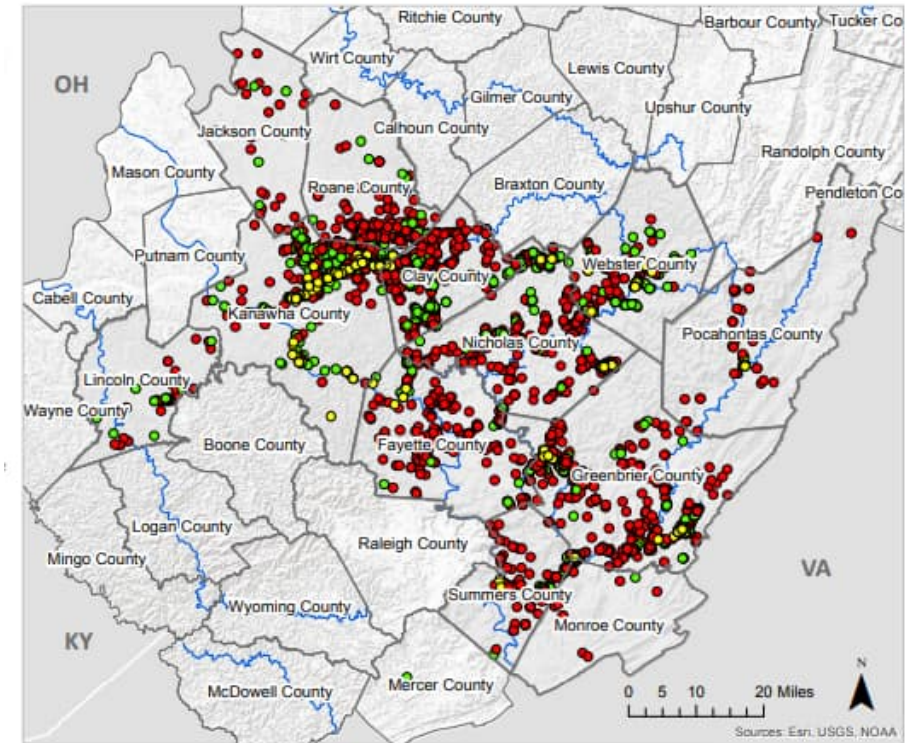 Ritchie County
Barbour County
Tucker Co
Wirt County
Lewis County
OH
Gilmer County
Upshur County
Jackson County
Calhoun County
Randolph County
Mason County
Roane County
Braxton County
Pendleton Co
Putnam County
Webster County
Clay County
Cabell County
Kanawha County
Pocahontas County
Nicholas County
Lincoln County
Wayne County
Boone County
Fayette County
Greenbrier County
Logan County
Raleigh County
Mingo County
VA
Summers County
Wyoming County
Monroe County
KY
McDowell County
Mercer County
N
0 5 10 20 Miles
Sources: Esri, USGS, NOAA